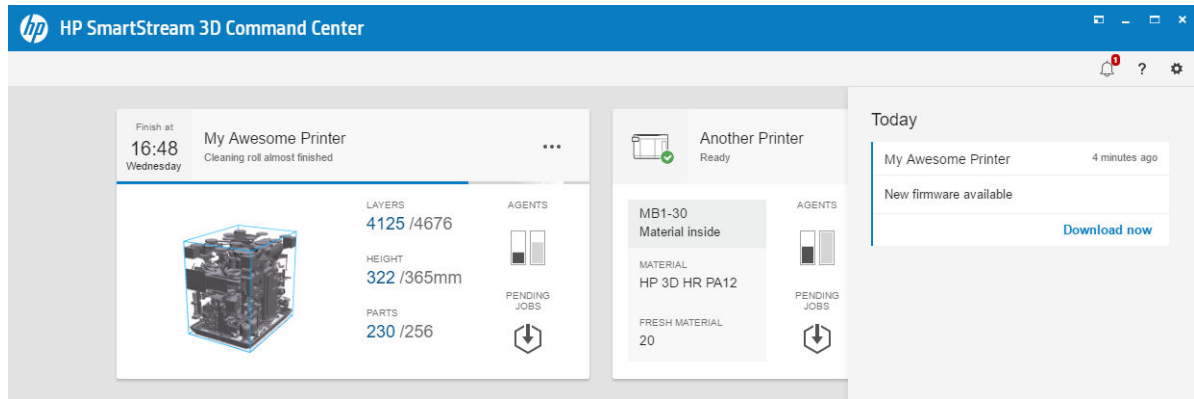 hp HP SmartStream 3D Command Center
1
?
Finish at
16:48
Wednesday
My Awesome Printer
Cleaning roll almost finished
LAYERS
4125 /4676
HEIGHT
322 /365mm
PARTS
230 /256
AGENTS
PENDING
JOBS
Another Printer
Ready
MB1-30
Material inside
MATERIAL
HP 3D HR PA12
FRESH MATERIAL
20
AGENTS
PENDING
JOBS
Today
My Awesome Printer 4 minutes ago
New firmware available
Download now